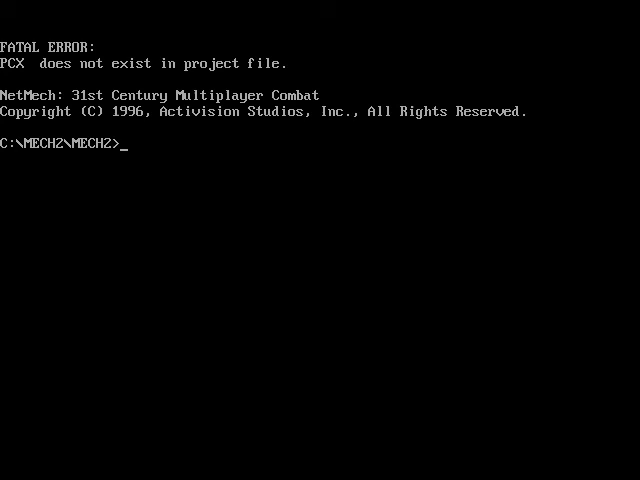 FATAL ERROR:
PCX  does not exist in project file.
NetMech: 31st Century Multiplayer Combat
Copyright (C) 1996, Activision Studios, Inc., All Rights Reserved.
C:\MECH2\MECH2>_